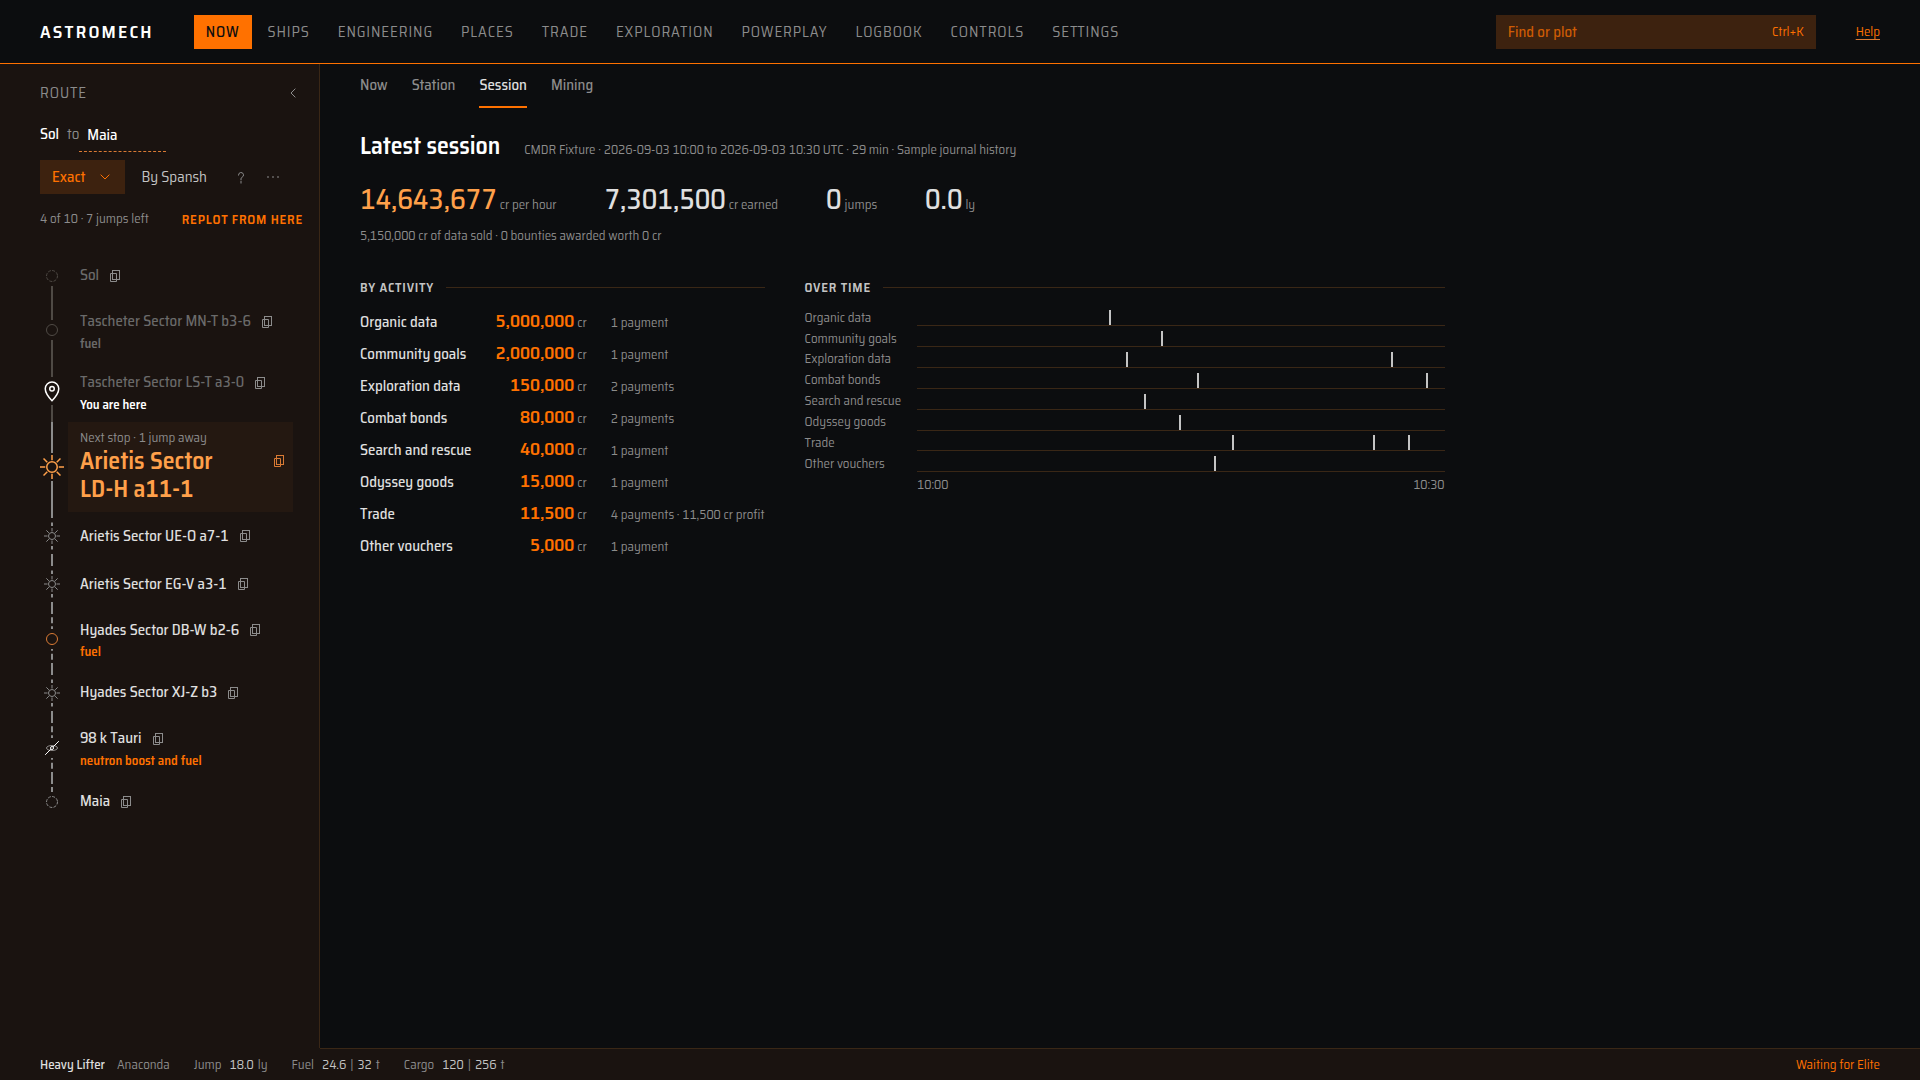 ASTROMECH
NOW SHIPS ENGINEERING PLACES TRADE EXPLORATION POWERPLAY LOGBOOK CONTROLS SETTINGS
Find or plot Ctrl+K
Help
ROUTE
Sol to Maia
Exact By Spansh ? ...
4 of 10 · 7 jumps left REPLOT FROM HERE
Sol
Tascheter Sector MN-T b3-6
fuel
Tascheter Sector LS-T a3-0
You are here
Next stop · 1 jump away
Arietis Sector
LD-H a11-1
Arietis Sector UE-O a7-1
Arietis Sector EG-V a3-1
Hyades Sector DB-W b2-6
fuel
Hyades Sector XJ-Z b3
98 k Tauri
neutron boost and fuel
Maia
Now Station Session Mining
Latest session CMDR Fixture · 2026-09-03 10:00 to 2026-09-03 10:30 UTC · 29 min · Sample journal history
14,643,677 cr per hour 7,301,500 cr earned 0 jumps 0.0 ly
5,150,000 cr of data sold · 0 bounties awarded worth 0 cr
BY ACTIVITY
Organic data 5,000,000 cr 1 payment
Community goals 2,000,000 cr 1 payment
Exploration data 150,000 cr 2 payments
Combat bonds 80,000 cr 2 payments
Search and rescue 40,000 cr 1 payment
Odyssey goods 15,000 cr 1 payment
Trade 11,500 cr 4 payments · 11,500 cr profit
Other vouchers 5,000 cr 1 payment
OVER TIME
Organic data
Community goals
Exploration data
Combat bonds
Search and rescue
Odyssey goods
Trade
Other vouchers
10:00 10:30
Heavy Lifter Anaconda Jump 18.0 ly Fuel 24.6 | 32 t Cargo 120 | 256 t
Waiting for Elite